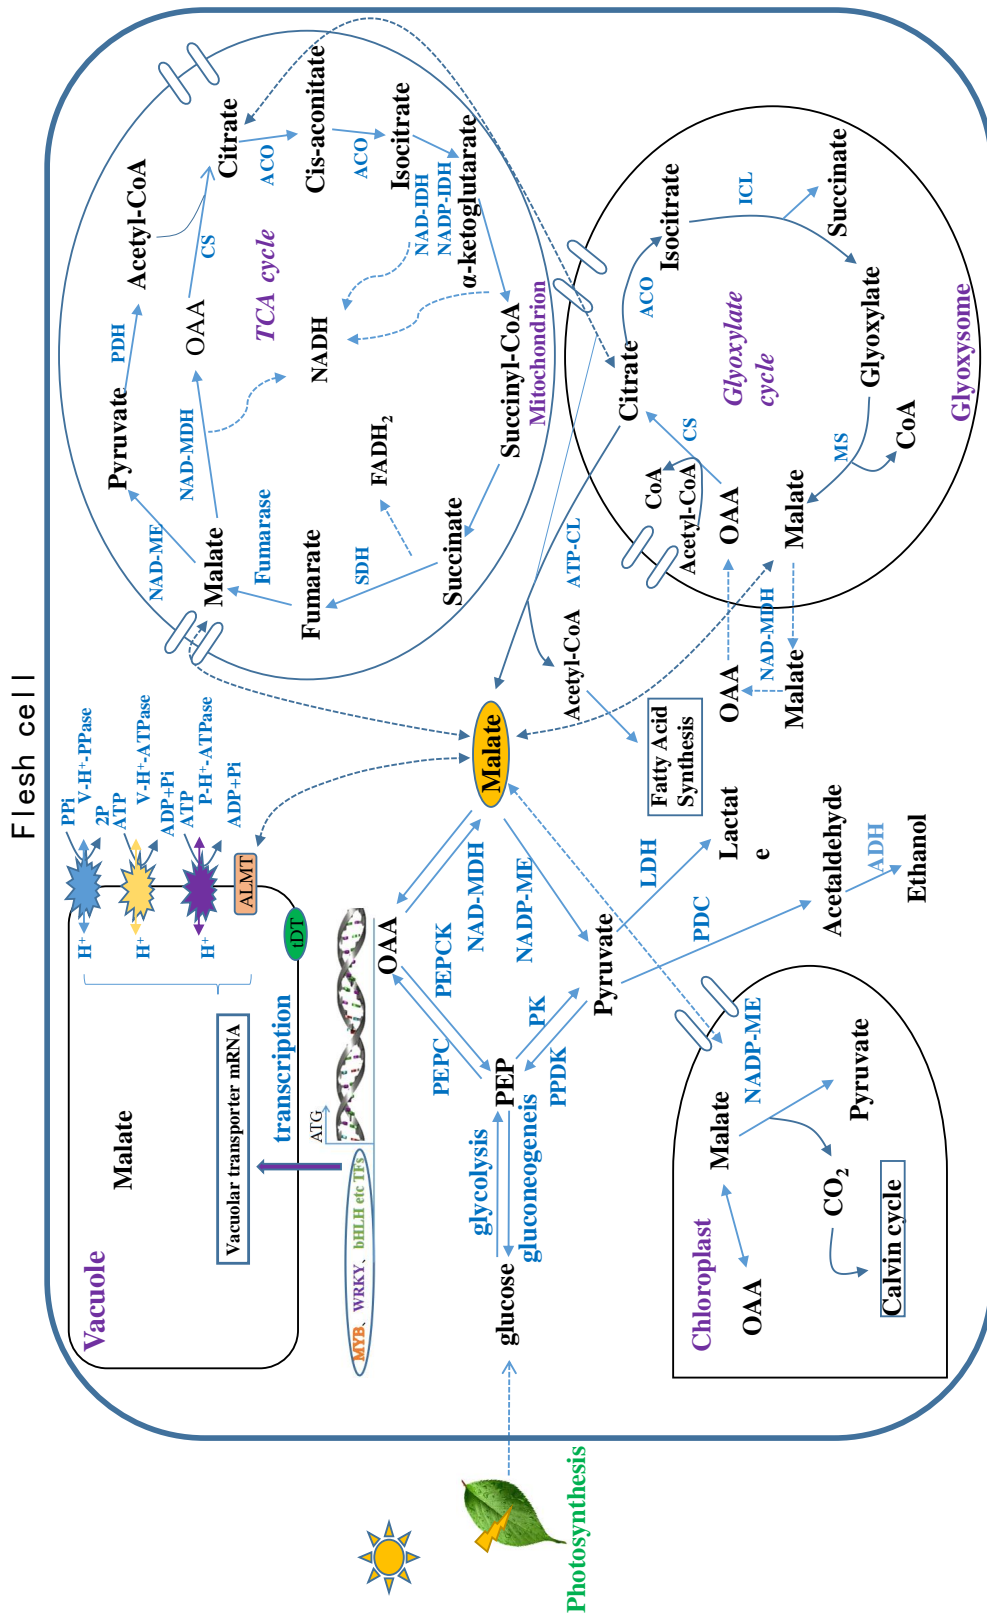 Flesh cell
Vacuole
Malate
Vacuolar transporter mRNA
transcription
ATG
MYB、WRKY、bHLH etc TFs
H⁺
H⁺
H⁺
PPi
V-H⁺-PPase
2P
ATP
V-H⁺-ATPase
ADP+Pi
ATP
P-H⁺-ATPase
ADP+Pi
ALMT
tDT
Pyruvate
PDH
Acetyl-CoA
NAD-ME
NAD-MDH
OAA
CS
Citrate
ACO
Cis-aconitate
ACO
Isocitrate
NAD-IDH
NADP-IDH
α-ketoglutarate
TCA cycle
NADH
Malate
Fumarase
Fumarate
SDH
FADH₂
Succinate
Succinyl-CoA
Mitochondrion
Photosynthesis
glucose
glycolysis
gluconeogeneis
PEP
PEPC
PEPCK
OAA
NAD-MDH
NADP-ME
Malate
PK
PPDK
Pyruvate
LDH
Lactat
e
PDC
Acetaldehyde
ADH
Ethanol
ATP-CL
Acetyl-CoA
Fatty Acid
Synthesis
Citrate
ACO
Isocitrate
ICL
Succinate
Glyoxylate
cycle
Glyoxylate
MS
CoA
Malate
CS
CoA
Acetyl-CoA
OAA
OAA
NAD-MDH
Malate
Glyoxysome
Chloroplast
OAA
Malate
NADP-ME
Pyruvate
CO₂
Calvin cycle